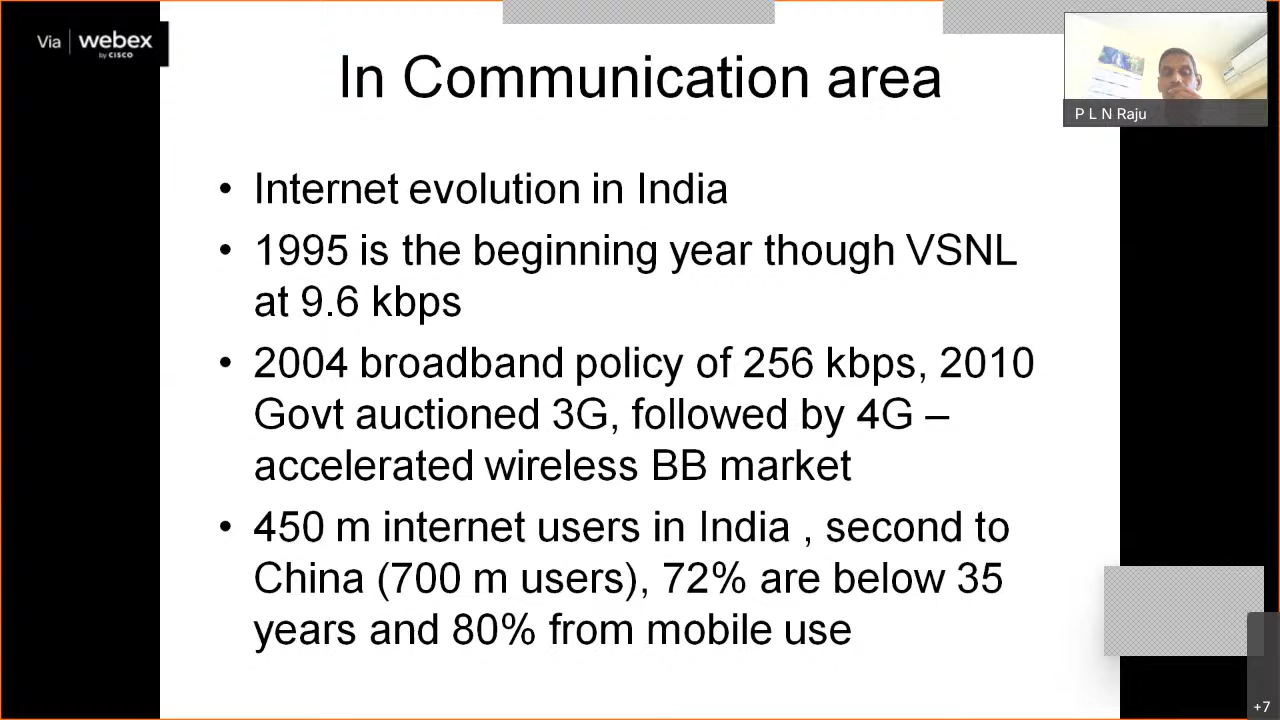 Via webex
by CISCO
In Communication area
P L N Raju
• Internet evolution in India
• 1995 is the beginning year though VSNL
at 9.6 kbps
• 2004 broadband policy of 256 kbps, 2010
Govt auctioned 3G, followed by 4G –
accelerated wireless BB market
• 450 m internet users in India , second to
China (700 m users), 72% are below 35
years and 80% from mobile use
+7